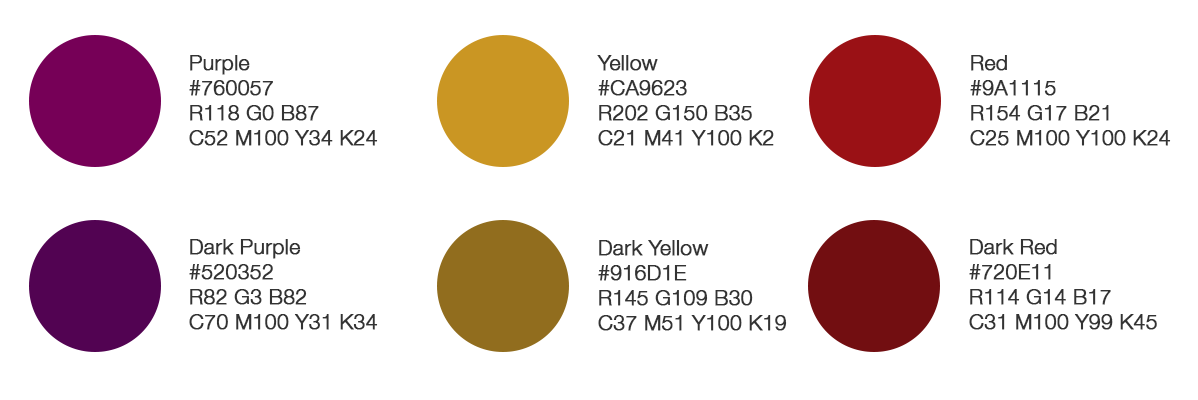 Purple
#760057
R118 G0 B87
C52 M100 Y34 K24
Yellow
#CA9623
R202 G150 B35
C21 M41 Y100 K2
Red
#9A1115
R154 G17 B21
C25 M100 Y100 K24
Dark Purple
#520352
R82 G3 B82
C70 M100 Y31 K34
Dark Yellow
#916D1E
R145 G109 B30
C37 M51 Y100 K19
Dark Red
#720E11
R114 G14 B17
C31 M100 Y99 K45